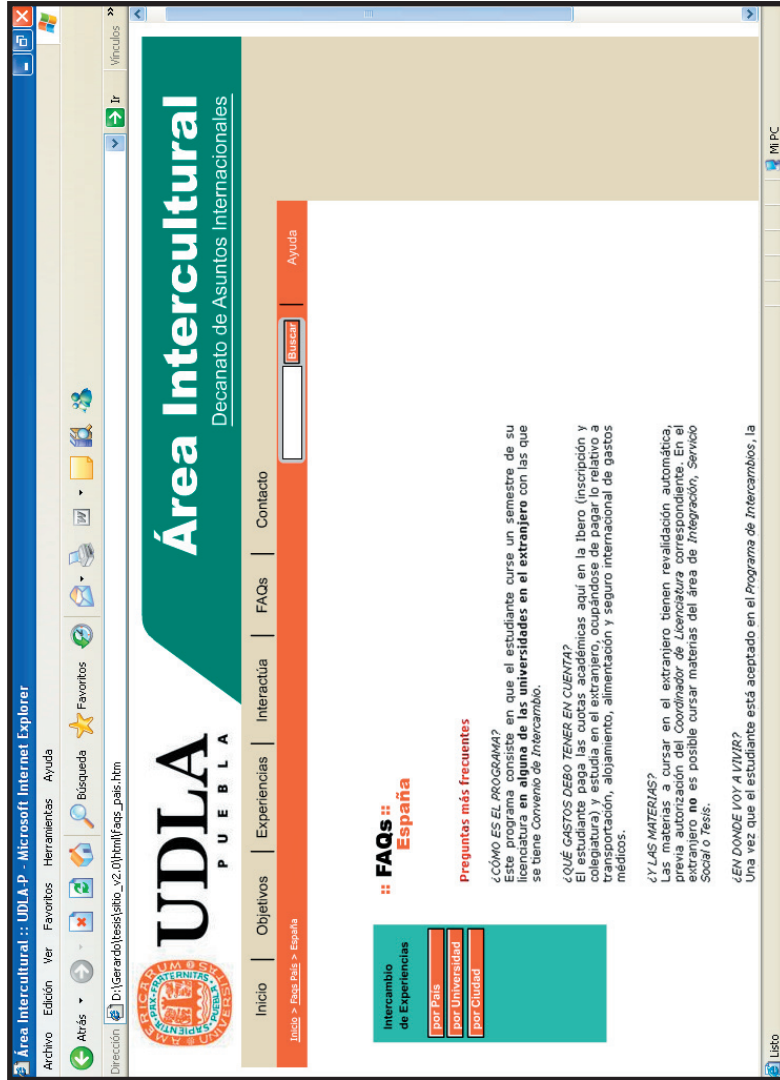 Área Intercultural :: UDLA-P - Microsoft Internet Explorer
Archivo Edición Ver Favoritos Herramientas Ayuda
Atrás Búsqueda Favoritos
Dirección D:\Gerardo\tesis\sitio_v2.0\html\faqs_pais.htm Ir Vínculos
AMERICARUM UNIVERSITAS PUEBLA SAPIENTIA PAX FRATERNITAS
UDLA
PUEBLA
Área Intercultural
Decanato de Asuntos Internacionales
Inicio | Objetivos | Experiencias | Interactúa | FAQs | Contacto
Inicio > Faqs País > España
Buscar | Ayuda
Intercambio
de Experiencias
por País
por Universidad
por Ciudad
:: FAQs ::
España
Preguntas más frecuentes
¿CÓMO ES EL PROGRAMA?
Este programa consiste en que el estudiante curse un semestre de su
licenciatura en alguna de las universidades en el extranjero con las que
se tiene Convenio de Intercambio.
¿QUÉ GASTOS DEBO TENER EN CUENTA?
El estudiante paga las cuotas académicas aquí en la Ibero (inscripción y
colegiatura) y estudia en el extranjero, ocupándose de pagar lo relativo a
transportación, alojamiento, alimentación y seguro internacional de gastos
médicos.
¿Y LAS MATERIAS?
Las materias a cursar en el extranjero tienen revalidación automática,
previa autorización del Coordinador de Licenciatura correspondiente. En el
extranjero no es posible cursar materias del área de Integración, Servicio
Social o Tesis.
¿EN DONDE VOY A VIVIR?
Una vez que el estudiante está aceptado en el Programa de Intercambios, la
Listo Mi PC